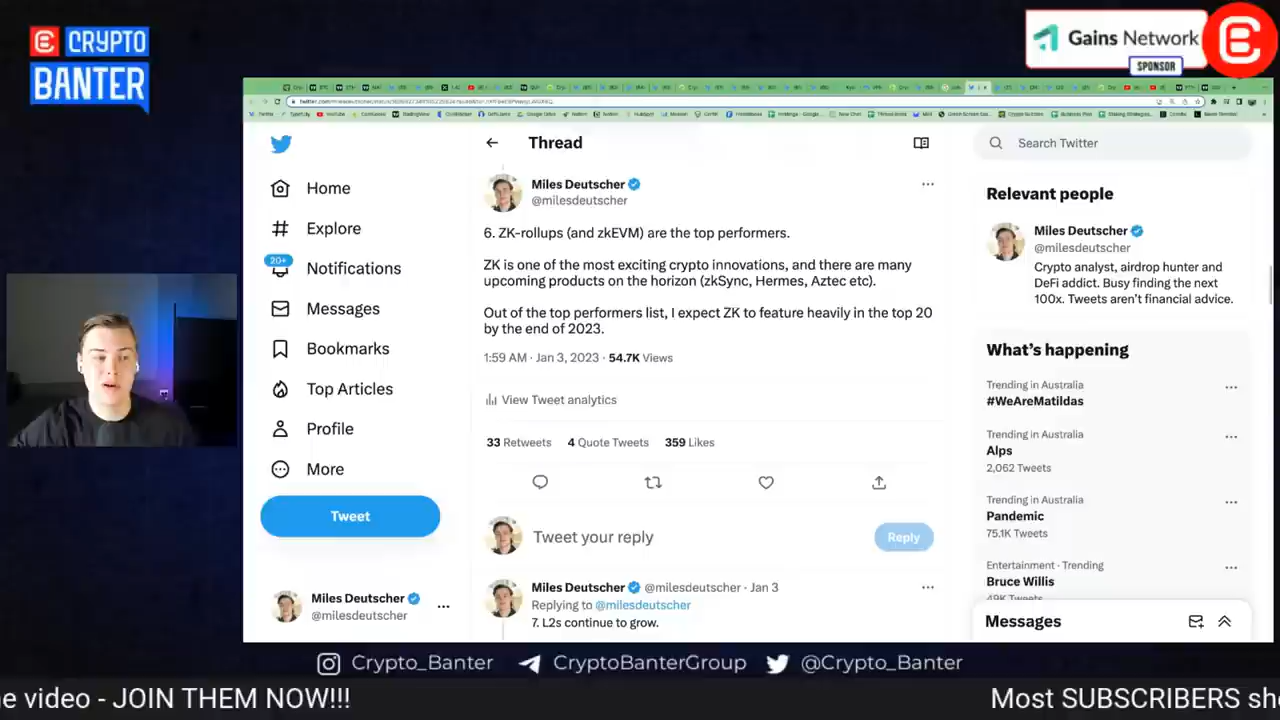 CRYPTO
BANTER
Gains Network
SPONSOR
Thread
Search Twitter
Home
Explore
20+
Notifications
Messages
Bookmarks
Top Articles
Profile
More
Tweet
Miles Deutscher
@milesdeutscher
Miles Deutscher
@milesdeutscher
6. ZK-rollups (and zkEVM) are the top performers.
ZK is one of the most exciting crypto innovations, and there are many
upcoming products on the horizon (zkSync, Hermes, Aztec etc).
Out of the top performers list, I expect ZK to feature heavily in the top 20
by the end of 2023.
1:59 AM · Jan 3, 2023 · 54.7K Views
View Tweet analytics
33 Retweets 4 Quote Tweets 359 Likes
Tweet your reply
Reply
Miles Deutscher @milesdeutscher · Jan 3
Replying to @milesdeutscher
7. L2s continue to grow.
Relevant people
Miles Deutscher
@milesdeutscher
Crypto analyst, airdrop hunter and
DeFi addict. Busy finding the next
100x. Tweets aren't financial advice.
What's happening
Trending in Australia
#WeAreMatildas
Trending in Australia
Alps
2,062 Tweets
Trending in Australia
Pandemic
75.1K Tweets
Entertainment · Trending
Bruce Willis
49K Tweets
Messages
Crypto_Banter CryptoBanterGroup @Crypto_Banter
ne video - JOIN THEM NOW!!! Most SUBSCRIBERS sh